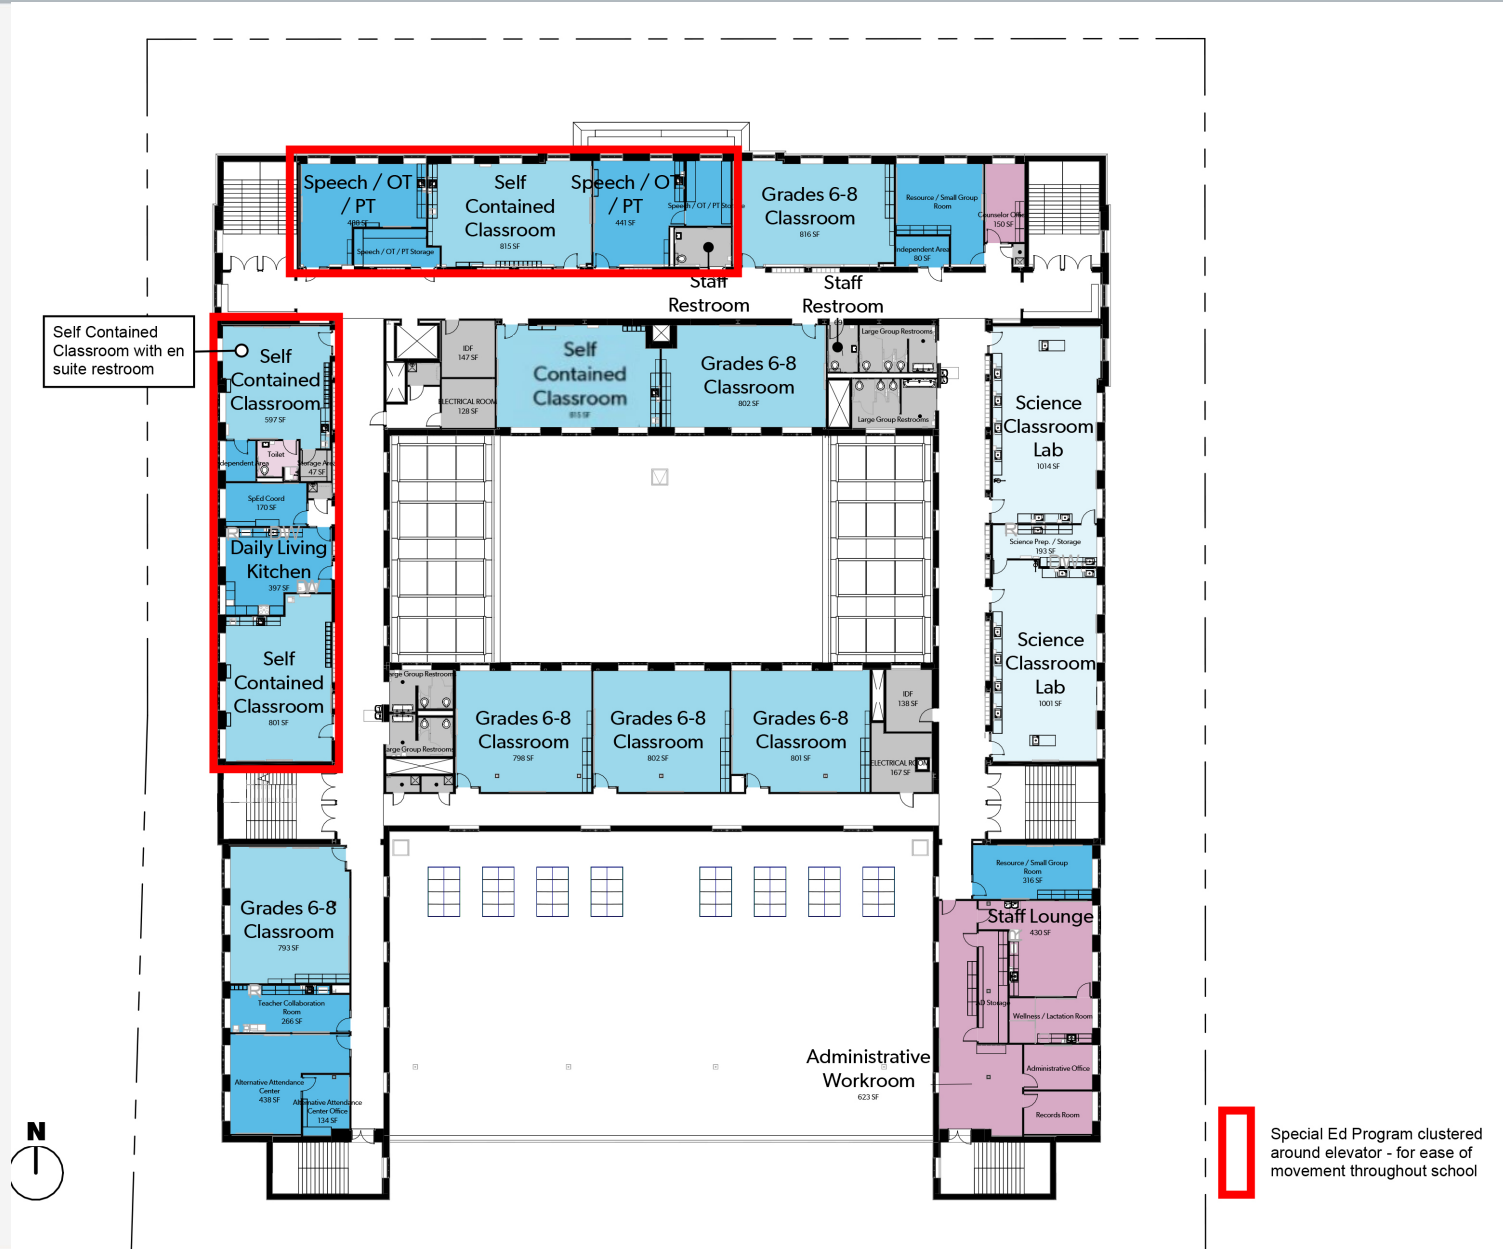 Speech / OT
/ PT
Speech / OT / PT Storage
Self
Contained
Classroom
815 SF
Speech / OT
/ PT
441 SF
Speech / OT / PT
Grades 6-8
Classroom
816 SF
Resource / Small Group
Room
Independent Area
80 SF
Counselor
150 SF
Staff
Restroom
Staff
Restroom
Self Contained
Classroom with en
suite restroom
Self
Contained
Classroom
597 SF
Toilet
Area
47 SF
SpEd Coord
170 SF
R
DW
Daily Living
Kitchen
397 SF
Self
Contained
Classroom
801 SF
IDF
147 SF
ELECTRICAL ROOM
128 SF
Self
Contained
Classroom
815 SF
Grades 6-8
Classroom
802 SF
Large Group Restrooms
Large Group Restrooms
Science
Classroom
Lab
1014 SF
R
Science Prep. / Storage
193 SF
DW
Science
Classroom
Lab
1001 SF
Large Group Restrooms
Large Group Restrooms
Grades 6-8
Classroom
798 SF
Grades 6-8
Classroom
802 SF
Grades 6-8
Classroom
801 SF
IDF
138 SF
ELECTRICAL ROOM
167 SF
Grades 6-8
Classroom
793 SF
R
Teacher Collaboration
Room
266 SF
Alternative Attendance
Center
438 SF
Alternative Attendance
Center Office
134 SF
Resource / Small Group
Room
316 SF
Staff Lounge
430 SF
R
Storage
Wellness / Lactation Room
Administrative
Workroom
623 SF
Administrative Office
Records Room
N
Special Ed Program clustered
around elevator - for ease of
movement throughout school